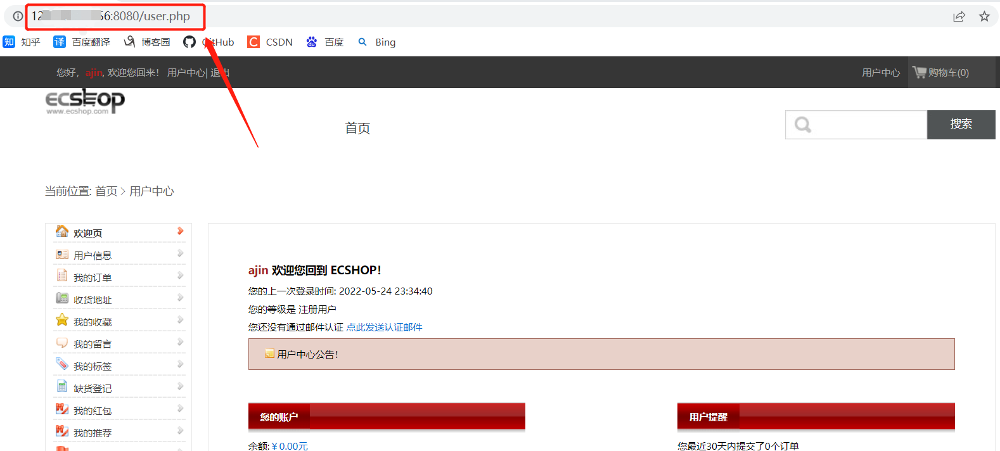 12 56:8080/user.php
知 知乎 译 百度翻译 博客园 GitHub C CSDN du 百度 Bing
您好，ajin, 欢迎您回来！ 用户中心| 退出 用户中心 购物车(0)
ECSHOP
www.ecshop.com
首页
搜索
当前位置: 首页 > 用户中心
欢迎页
用户信息
我的订单
收货地址
我的收藏
我的留言
我的标签
缺货登记
我的红包
我的推荐
ajin 欢迎您回到 ECSHOP！
您的上一次登录时间: 2022-05-24 23:34:40
您的等级是 注册用户
您还没有通过邮件认证 点此发送认证邮件
用户中心公告！
您的账户
余额: ¥ 0.00元
用户提醒
您最近30天内提交了0个订单